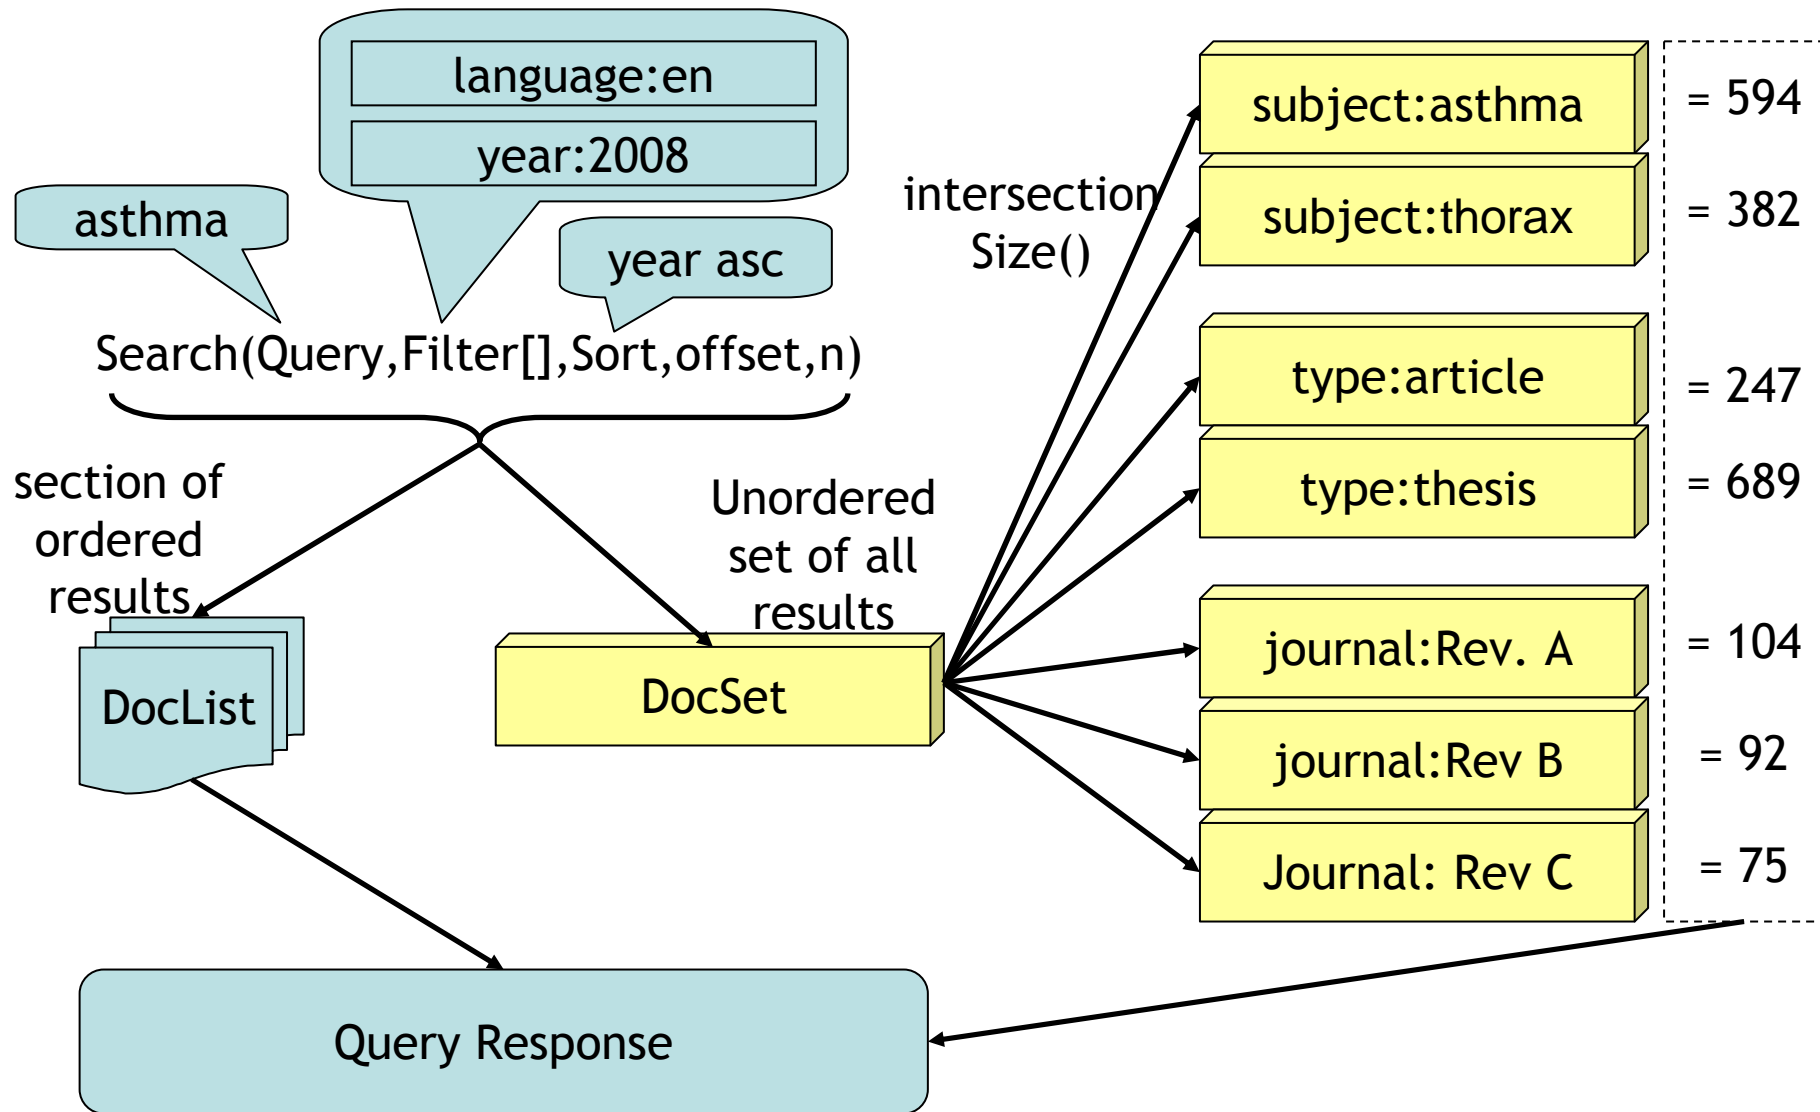 language:en
year:2008
asthma
year asc
Search(Query,Filter[],Sort,offset,n)
section of
ordered
results
DocList
Unordered
set of all
results
DocSet
intersection
Size()
subject:asthma
= 594
subject:thorax
= 382
type:article
= 247
type:thesis
= 689
journal:Rev. A
= 104
journal:Rev B
= 92
Journal: Rev C
= 75
Query Response